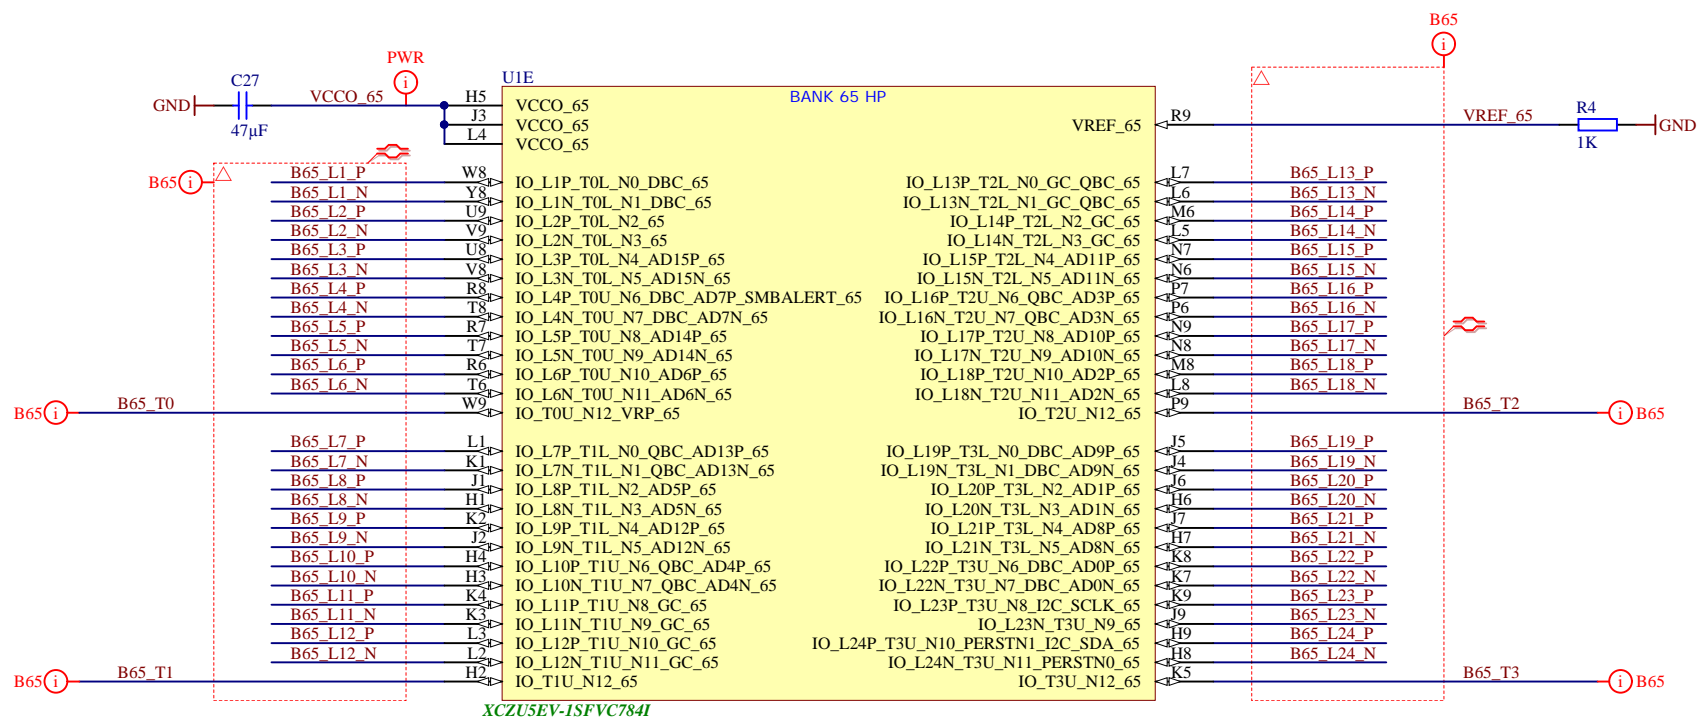 B65
PWR
U1E
C27
BANK 65 HP
GND
VCCO_65
H5
VCCO_65
VREF_65
R9
VREF_65
R4
GND
47µF
J3
VCCO_65
1K
L4
VCCO_65
B65
B65_L1_P W8 IO_L1P_T0L_N0_DBC_65 IO_L13P_T2L_N0_GC_QBC_65 L7 B65_L13_P
B65_L1_N Y8 IO_L1N_T0L_N1_DBC_65 IO_L13N_T2L_N1_GC_QBC_65 L6 B65_L13_N
B65_L2_P U9 IO_L2P_T0L_N2_65 IO_L14P_T2L_N2_GC_65 M6 B65_L14_P
B65_L2_N V9 IO_L2N_T0L_N3_65 IO_L14N_T2L_N3_GC_65 L5 B65_L14_N
B65_L3_P U8 IO_L3P_T0L_N4_AD15P_65 IO_L15P_T2L_N4_AD11P_65 N7 B65_L15_P
B65_L3_N V8 IO_L3N_T0L_N5_AD15N_65 IO_L15N_T2L_N5_AD11N_65 N6 B65_L15_N
B65_L4_P R8 IO_L4P_T0U_N6_DBC_AD7P_SMBALERT_65 IO_L16P_T2U_N6_QBC_AD3P_65 P7 B65_L16_P
B65_L4_N T8 IO_L4N_T0U_N7_DBC_AD7N_65 IO_L16N_T2U_N7_QBC_AD3N_65 P6 B65_L16_N
B65_L5_P R7 IO_L5P_T0U_N8_AD14P_65 IO_L17P_T2U_N8_AD10P_65 N9 B65_L17_P
B65_L5_N T7 IO_L5N_T0U_N9_AD14N_65 IO_L17N_T2U_N9_AD10N_65 N8 B65_L17_N
B65_L6_P R6 IO_L6P_T0U_N10_AD6P_65 IO_L18P_T2U_N10_AD2P_65 M8 B65_L18_P
B65_L6_N T6 IO_L6N_T0U_N11_AD6N_65 IO_L18N_T2U_N11_AD2N_65 L8 B65_L18_N
B65 B65_T0 W9 IO_T0U_N12_VRP_65 IO_T2U_N12_65 P9 B65_T2 B65
B65_L7_P L1 IO_L7P_T1L_N0_QBC_AD13P_65 IO_L19P_T3L_N0_DBC_AD9P_65 J5 B65_L19_P
B65_L7_N K1 IO_L7N_T1L_N1_QBC_AD13N_65 IO_L19N_T3L_N1_DBC_AD9N_65 J4 B65_L19_N
B65_L8_P J1 IO_L8P_T1L_N2_AD5P_65 IO_L20P_T3L_N2_AD1P_65 J6 B65_L20_P
B65_L8_N H1 IO_L8N_T1L_N3_AD5N_65 IO_L20N_T3L_N3_AD1N_65 H6 B65_L20_N
B65_L9_P K2 IO_L9P_T1L_N4_AD12P_65 IO_L21P_T3L_N4_AD8P_65 J7 B65_L21_P
B65_L9_N J2 IO_L9N_T1L_N5_AD12N_65 IO_L21N_T3L_N5_AD8N_65 H7 B65_L21_N
B65_L10_P H4 IO_L10P_T1U_N6_QBC_AD4P_65 IO_L22P_T3U_N6_DBC_AD0P_65 K8 B65_L22_P
B65_L10_N H3 IO_L10N_T1U_N7_QBC_AD4N_65 IO_L22N_T3U_N7_DBC_AD0N_65 K7 B65_L22_N
B65_L11_P K4 IO_L11P_T1U_N8_GC_65 IO_L23P_T3U_N8_I2C_SCLK_65 K9 B65_L23_P
B65_L11_N K3 IO_L11N_T1U_N9_GC_65 IO_L23N_T3U_N9_65 J9 B65_L23_N
B65_L12_P L3 IO_L12P_T1U_N10_GC_65 IO_L24P_T3U_N10_PERSTN1_I2C_SDA_65 H9 B65_L24_P
B65_L12_N L2 IO_L12N_T1U_N11_GC_65 IO_L24N_T3U_N11_PERSTN0_65 H8 B65_L24_N
B65 B65_T1 H2 IO_T1U_N12_65 IO_T3U_N12_65 K5 B65_T3 B65
XCZU5EV-1SFVC784I